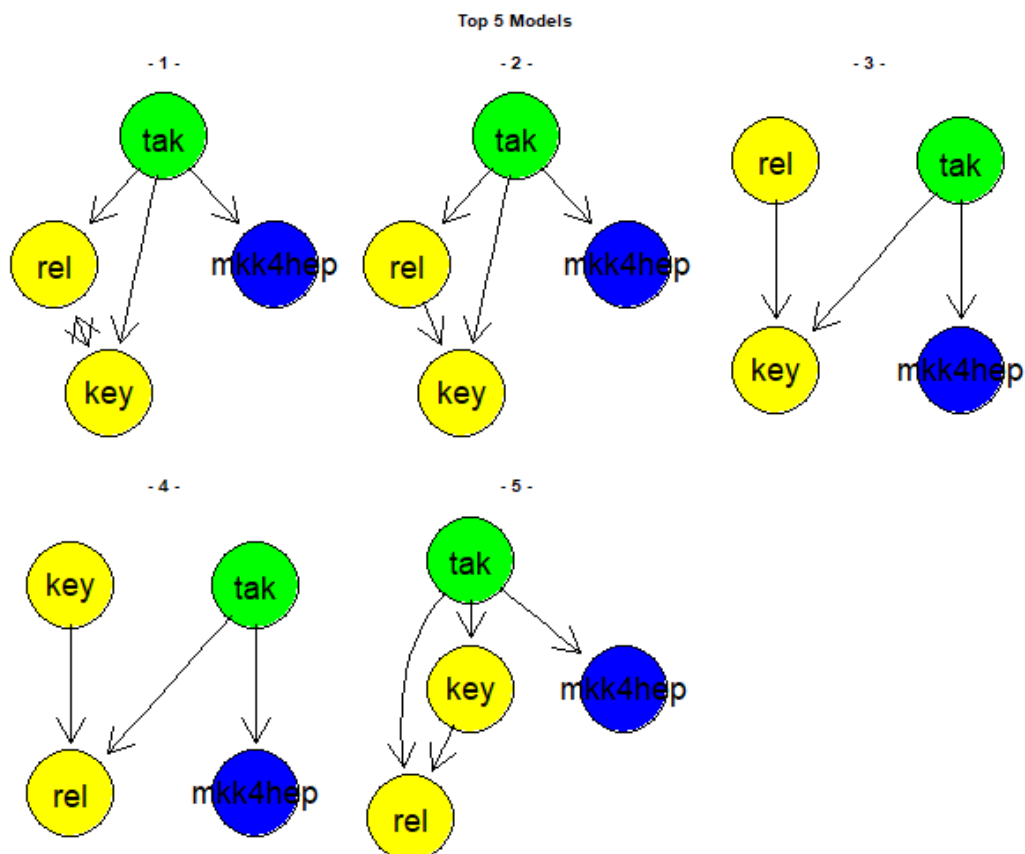 Top 5 Models
- 1 -
- 2 -
- 3 -
tak
tak
rel
tak
rel
mkk4hep
rel
mkk4hep
key
key
key
mkk4hep
- 4 -
- 5 -
key
tak
tak
key
mkk4hep
rel
mkk4hep
rel